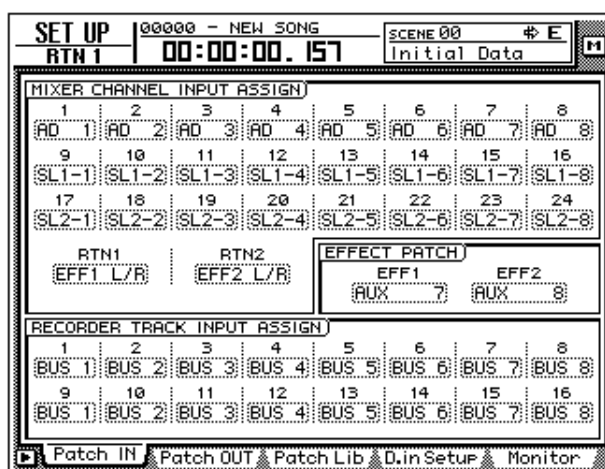 SET UP
RTN 1
00000 - NEW SONG
00:00:00. 157
SCENE 00 E
Initial Data
M
MIXER CHANNEL INPUT ASSIGN
1 2 3 4 5 6 7 8
AD 1 AD 2 AD 3 AD 4 AD 5 AD 6 AD 7 AD 8
9 10 11 12 13 14 15 16
SL1-1 SL1-2 SL1-3 SL1-4 SL1-5 SL1-6 SL1-7 SL1-8
17 18 19 20 21 22 23 24
SL2-1 SL2-2 SL2-3 SL2-4 SL2-5 SL2-6 SL2-7 SL2-8
RTN1 RTN2
EFF1 L/R EFF2 L/R
EFFECT PATCH
EFF1 EFF2
AUX 7 AUX 8
RECORDER TRACK INPUT ASSIGN
1 2 3 4 5 6 7 8
BUS 1 BUS 2 BUS 3 BUS 4 BUS 5 BUS 6 BUS 7 BUS 8
9 10 11 12 13 14 15 16
BUS 1 BUS 2 BUS 3 BUS 4 BUS 5 BUS 6 BUS 7 BUS 8
Patch IN Patch OUT Patch Lib D.in Setup Monitor